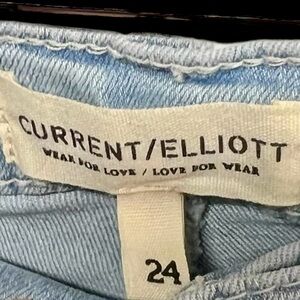 CURRENT/ELLIOTT
WEAR FOR LOVE / LOVE FOR WEAR
24